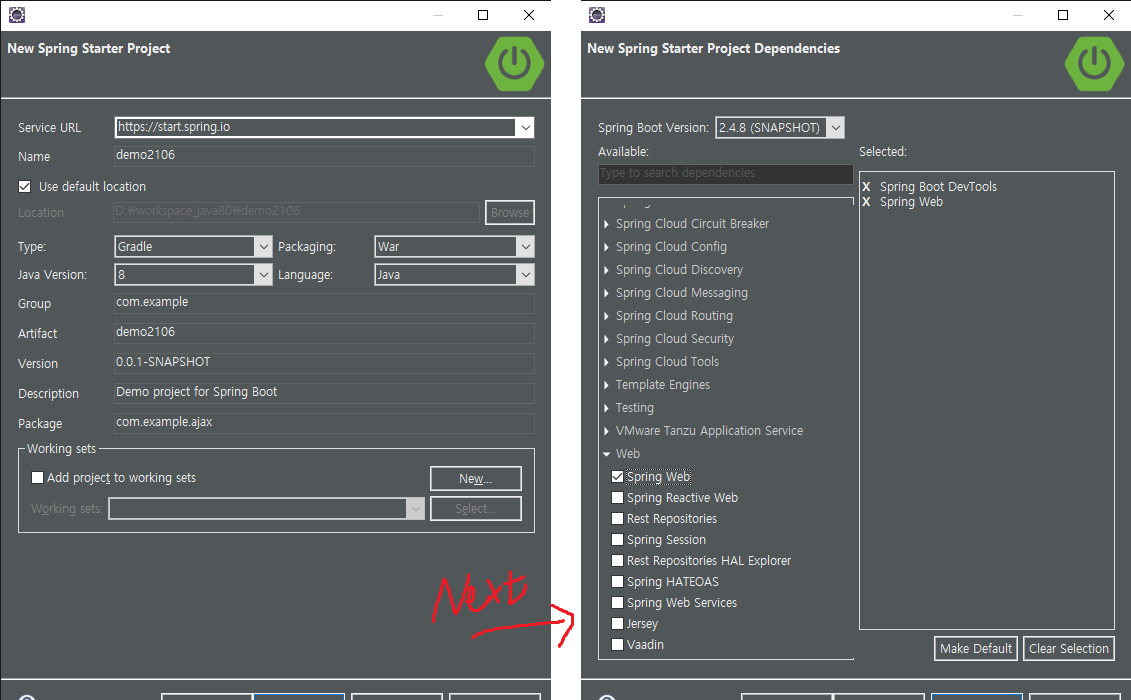 New Spring Starter Project
Service URL https://start.spring.io
Name demo2106
Use default location
Location D:\workspace_java80\demo2106 Browse
Type: Gradle Packaging: War
Java Version: 8 Language: Java
Group com.example
Artifact demo2106
Version 0.0.1-SNAPSHOT
Description Demo project for Spring Boot
Package com.example.ajax
Working sets
Add project to working sets New...
Working sets: Select...
Next
New Spring Starter Project Dependencies
Spring Boot Version: 2.4.8 (SNAPSHOT)
Available:
Type to search dependencies
Spring Cloud Circuit Breaker
Spring Cloud Config
Spring Cloud Discovery
Spring Cloud Messaging
Spring Cloud Routing
Spring Cloud Security
Spring Cloud Tools
Template Engines
Testing
VMware Tanzu Application Service
Web
Spring Web
Spring Reactive Web
Rest Repositories
Spring Session
Rest Repositories HAL Explorer
Spring HATEOAS
Spring Web Services
Jersey
Vaadin
Selected:
X Spring Boot DevTools
X Spring Web
Make Default Clear Selection